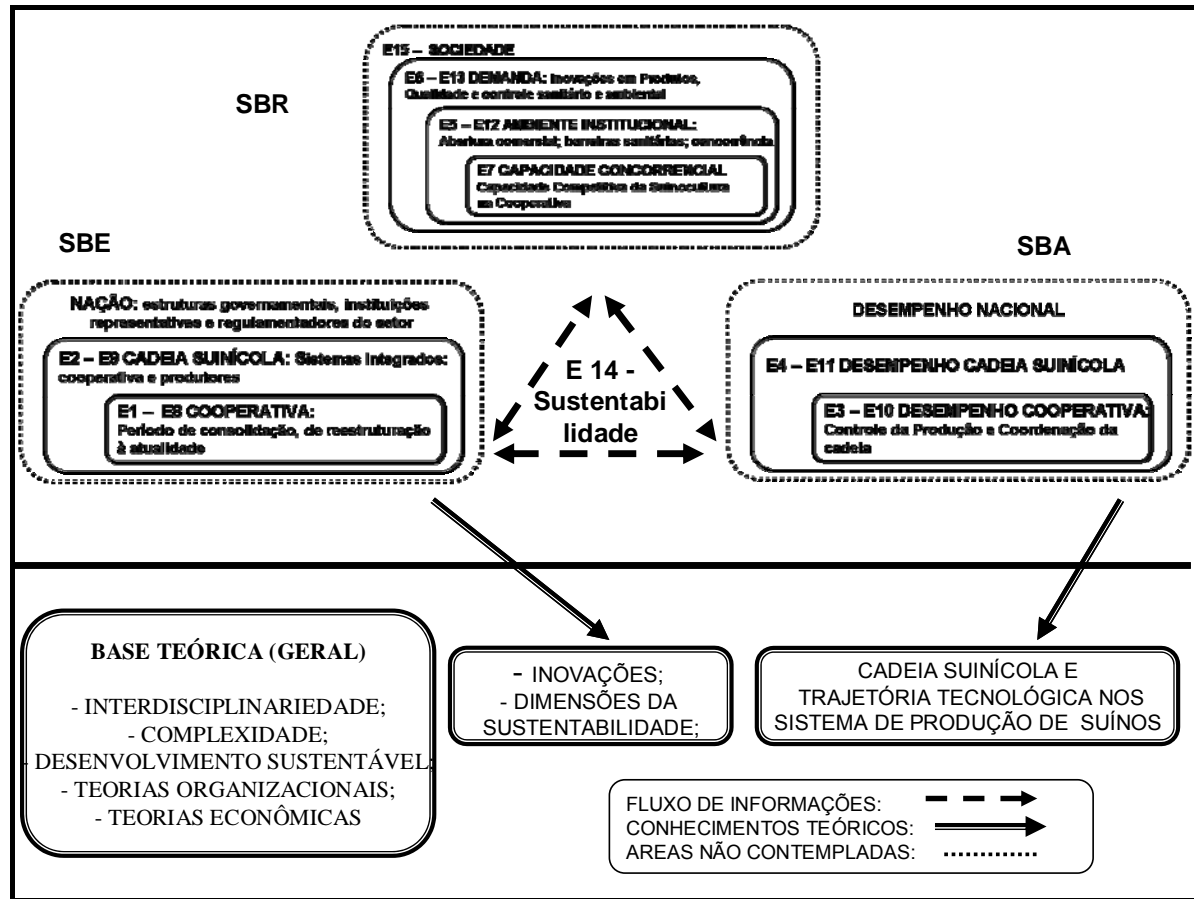 E15 – SOCIEDADE
E6 – E13 DEMANDA: Inovações em Produtos,
Qualidade e controle sanitário e ambiental
SBR
E5 – E12 AMBIENTE INSTITUCIONAL:
Abertura comercial; barreiras sanitárias; concorrência
E7 CAPACIDADE CONCORRENCIAL
Capacidade Competitiva da Suinocultura
na Cooperativa
SBE
SBA
NAÇÃO: estruturas governamentais, instituições
representativas e regulamentadores do setor
E2 – E9 CADEIA SUINÍCOLA: Sistemas Integrados:
cooperativa e produtores
E1 – E8 COOPERATIVA:
Período de consolidação, de reestruturação
à atualidade
E 14 -
Sustentabi
lidade
DESEMPENHO NACIONAL
E4 – E11 DESEMPENHO CADEIA SUINÍCOLA
E3 – E10 DESEMPENHO COOPERATIVA:
Controle da Produção e Coordenação da
cadeia
BASE TEÓRICA (GERAL)
- INTERDISCIPLINARIEDADE;
- COMPLEXIDADE;
- DESENVOLVIMENTO SUSTENTÁVEL;
- TEORIAS ORGANIZACIONAIS;
- TEORIAS ECONÔMICAS
- INOVAÇÕES;
- DIMENSÕES DA
SUSTENTABILIDADE;
CADEIA SUINÍCOLA E
TRAJETÓRIA TECNOLÓGICA NOS
SISTEMA DE PRODUÇÃO DE SUÍNOS
FLUXO DE INFORMAÇÕES:
CONHECIMENTOS TEÓRICOS:
AREAS NÃO CONTEMPLADAS: